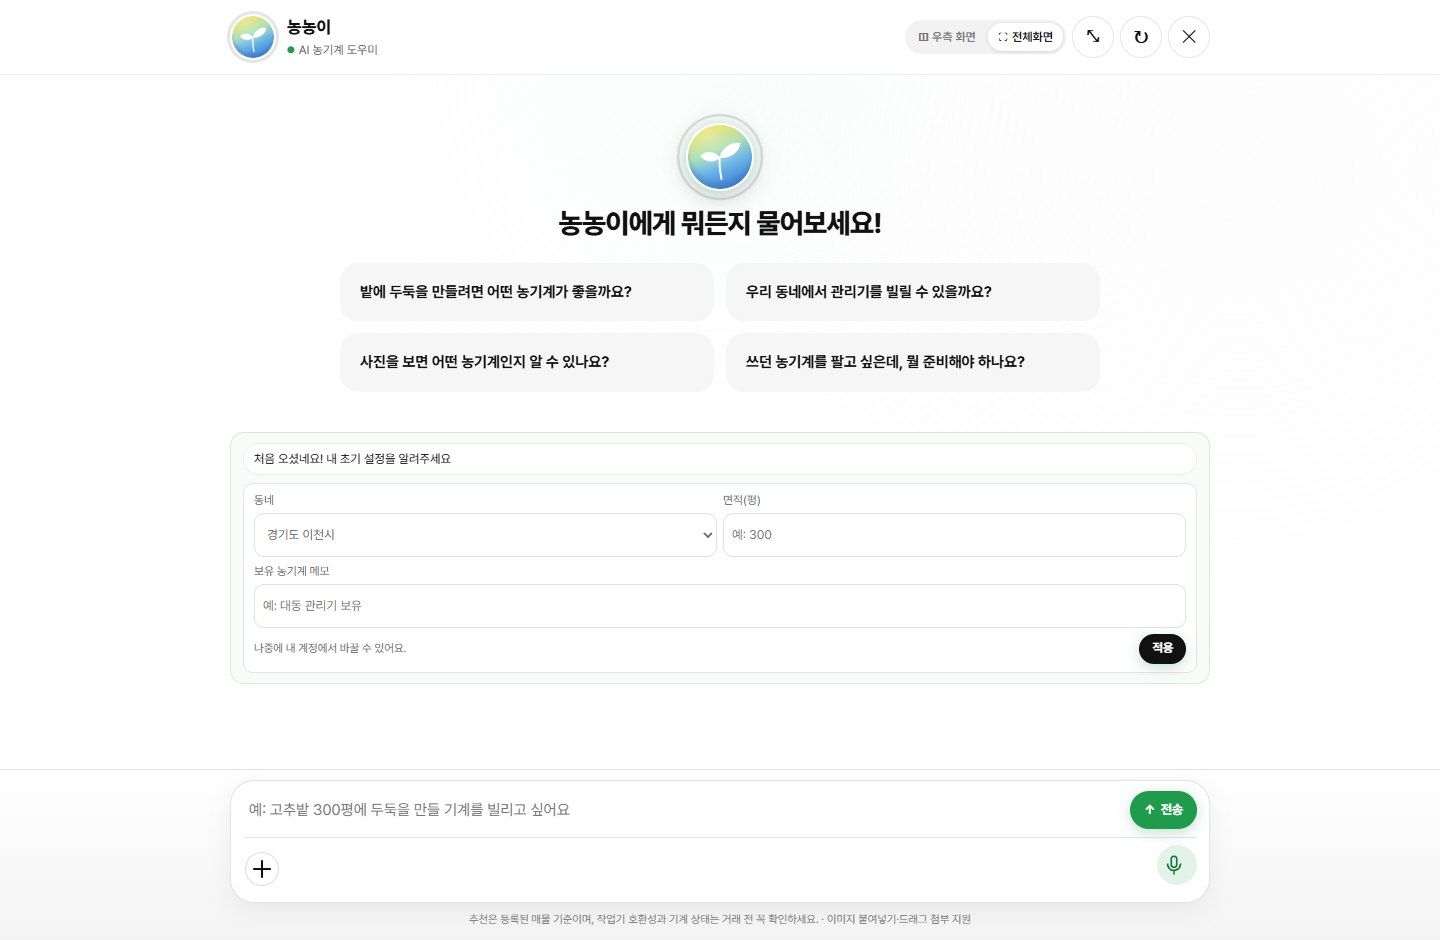 농농이
AI 농기계 도우미
우측 화면
전체화면
농농이에게 뭐든지 물어보세요!
밭에 두둑을 만들려면 어떤 농기계가 좋을까요?
우리 동네에서 관리기를 빌릴 수 있을까요?
사진을 보면 어떤 농기계인지 알 수 있나요?
쓰던 농기계를 팔고 싶은데, 뭘 준비해야 하나요?
처음 오셨네요! 내 초기 설정을 알려주세요
동네
면적(평)
경기도 이천시
예: 300
보유 농기계 메모
예: 대동 관리기 보유
나중에 내 계정에서 바꿀 수 있어요.
적용
예: 고추밭 300평에 두둑을 만들 기계를 빌리고 싶어요
↑ 전송
추천은 등록된 매물 기준이며, 작업기 호환성과 기계 상태는 거래 전 꼭 확인하세요. · 이미지 붙여넣기·드래그 첨부 지원